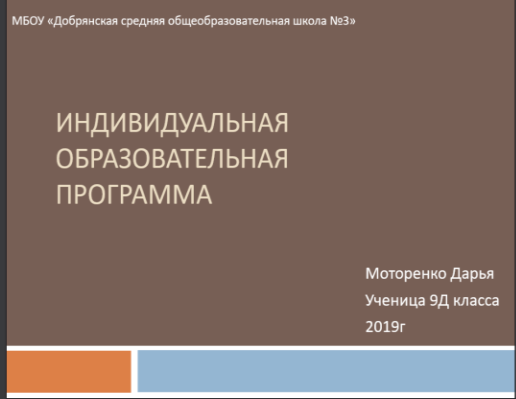 МБОУ «Добрянская средняя общеобразовательная школа №3»
ИНДИВИДУАЛЬНАЯ
ОБРАЗОВАТЕЛЬНАЯ
ПРОГРАММА
Моторенко Дарья
Ученица 9Д класса
2019г